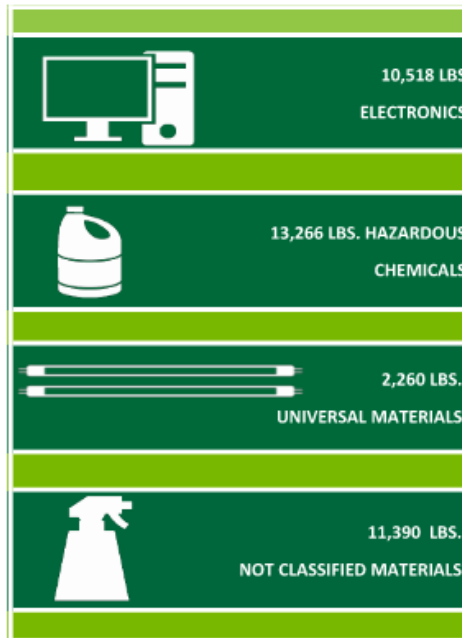 10,518 LBS
ELECTRONICS
13,266 LBS. HAZARDOUS
CHEMICALS
2,260 LBS.
UNIVERSAL MATERIALS
11,390 LBS.
NOT CLASSIFIED MATERIALS